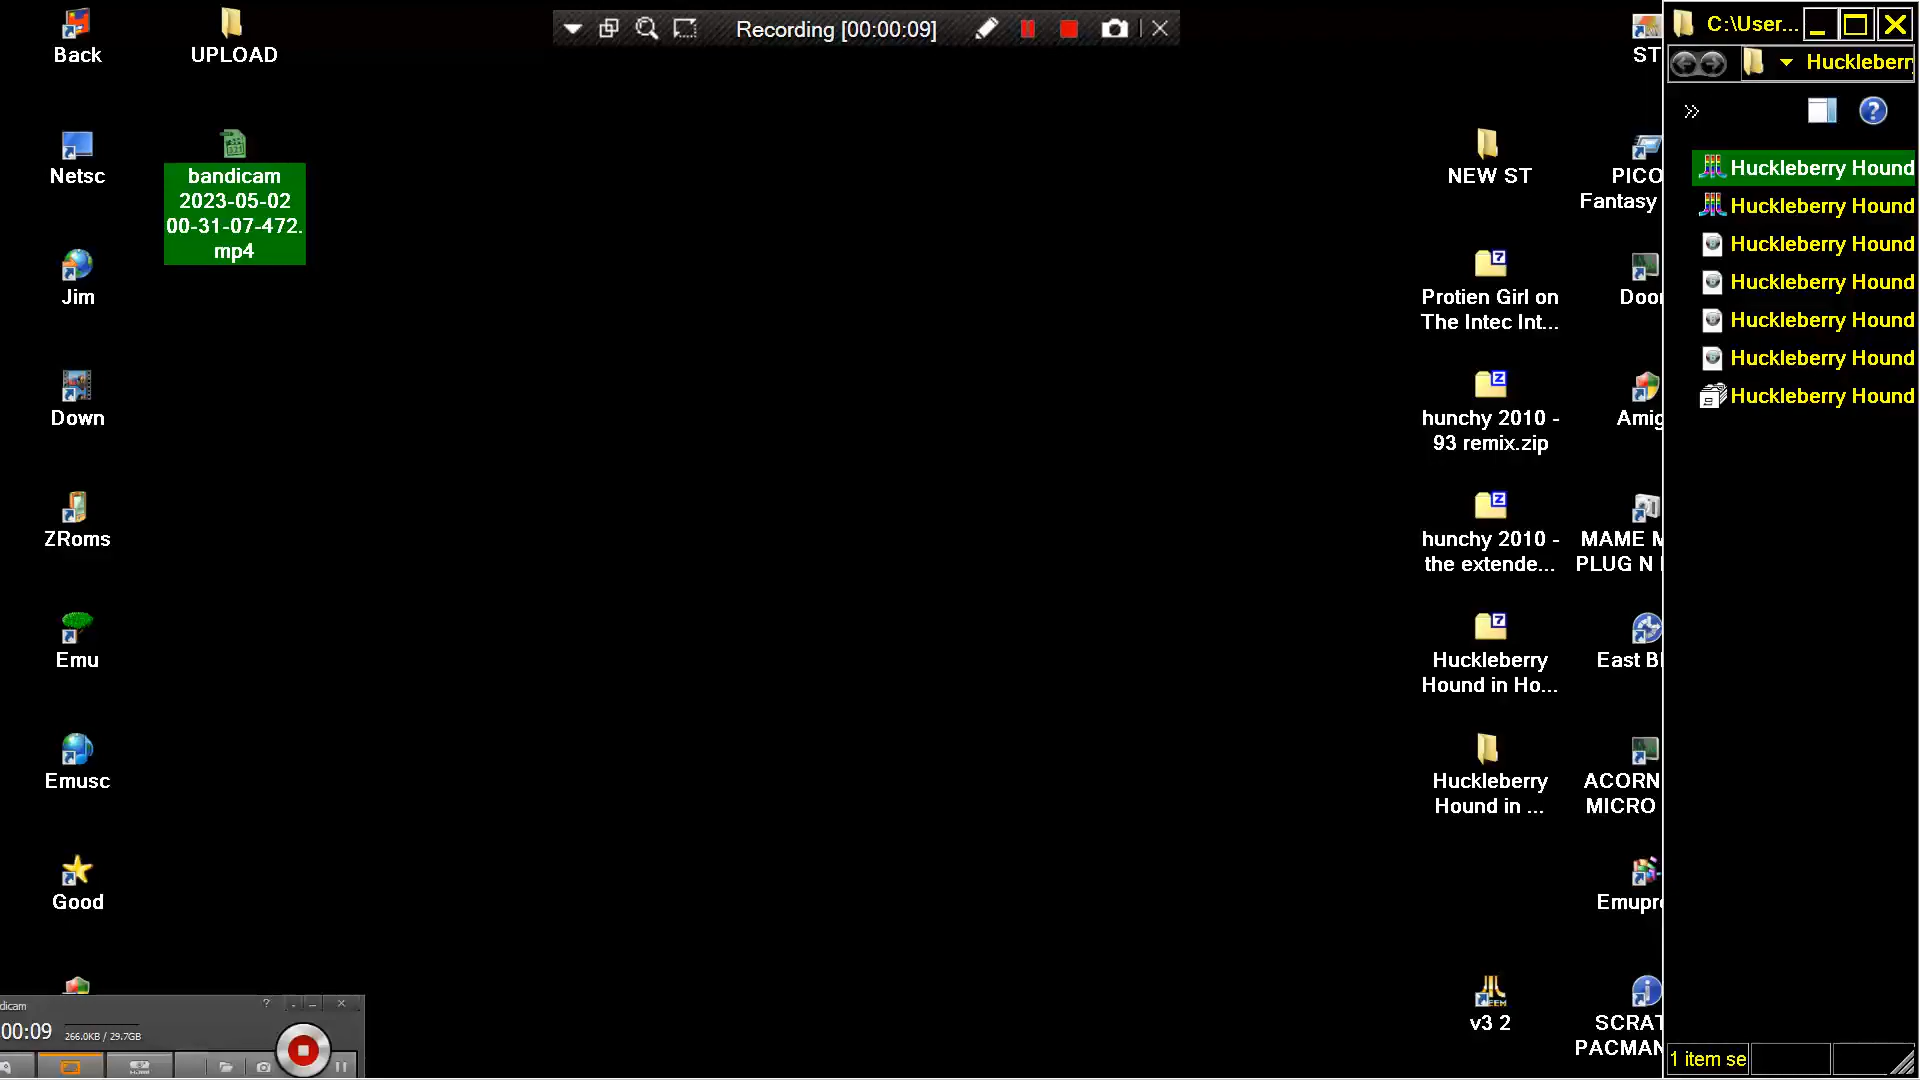 Recording [00:00:09]
Back
UPLOAD
Netsc
bandicam
2023-05-02
00-31-07-472.
mp4
Jim
Down
ZRoms
Emu
Emusc
Good
dicam
00:09
266.0KB / 29.7GB
NEW ST
Protien Girl on
The Intec Int...
hunchy 2010 -
93 remix.zip
hunchy 2010 -
the extende...
Huckleberry
Hound in Ho...
Huckleberry
Hound in ...
v3 2
ST
PICO
Fantasy
Door
Amig
MAME M
PLUG N
East Bl
ACORN
MICRO
Emupr
SCRAT
PACMAN
C:\User...
Huckleberr
Huckleberry Hound
Huckleberry Hound
Huckleberry Hound
Huckleberry Hound
Huckleberry Hound
Huckleberry Hound
Huckleberry Hound
1 item se